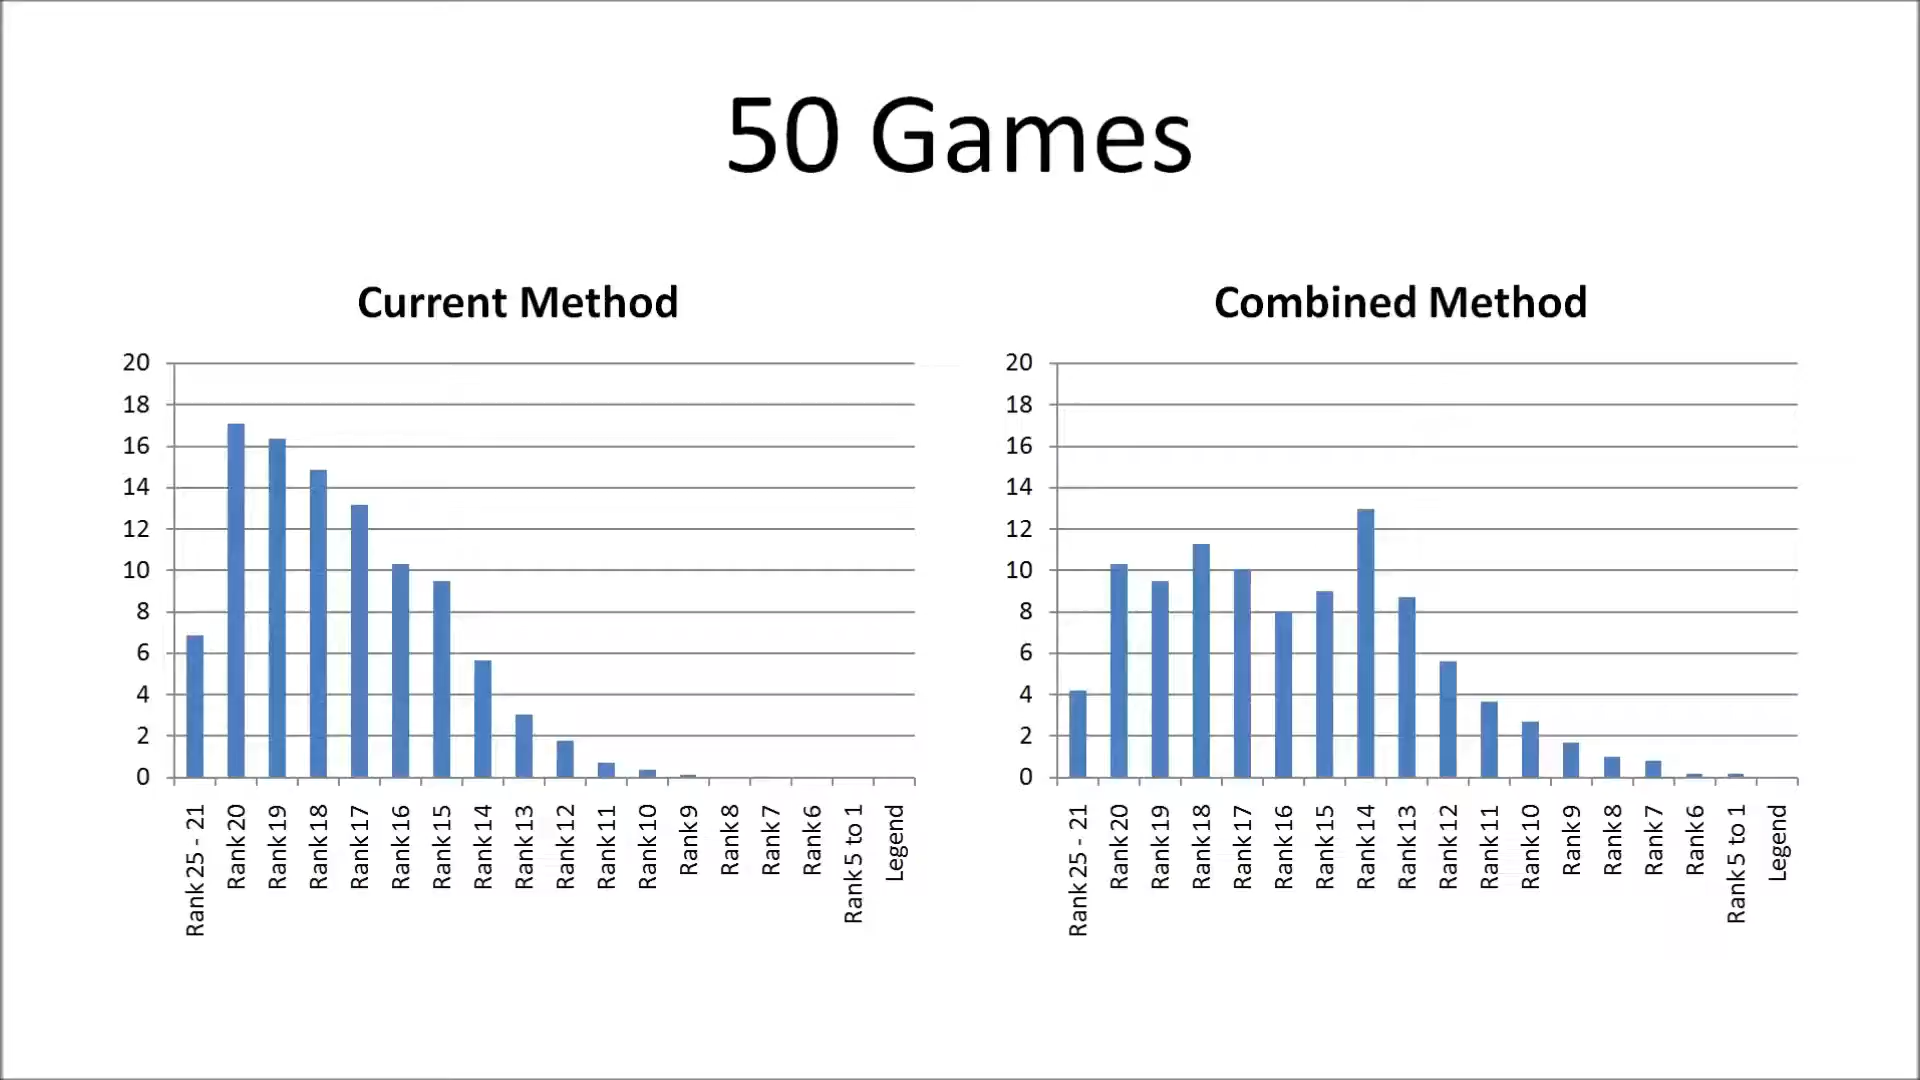 50 Games
Current Method
20
18
16
14
12
10
8
6
4
2
0
Rank 25 - 21
Rank 20
Rank 19
Rank 18
Rank 17
Rank 16
Rank 15
Rank 14
Rank 13
Rank 12
Rank 11
Rank 10
Rank 9
Rank 8
Rank 7
Rank 6
Rank 5 to 1
Legend
Combined Method
20
18
16
14
12
10
8
6
4
2
0
Rank 25 - 21
Rank 20
Rank 19
Rank 18
Rank 17
Rank 16
Rank 15
Rank 14
Rank 13
Rank 12
Rank 11
Rank 10
Rank 9
Rank 8
Rank 7
Rank 6
Rank 5 to 1
Legend